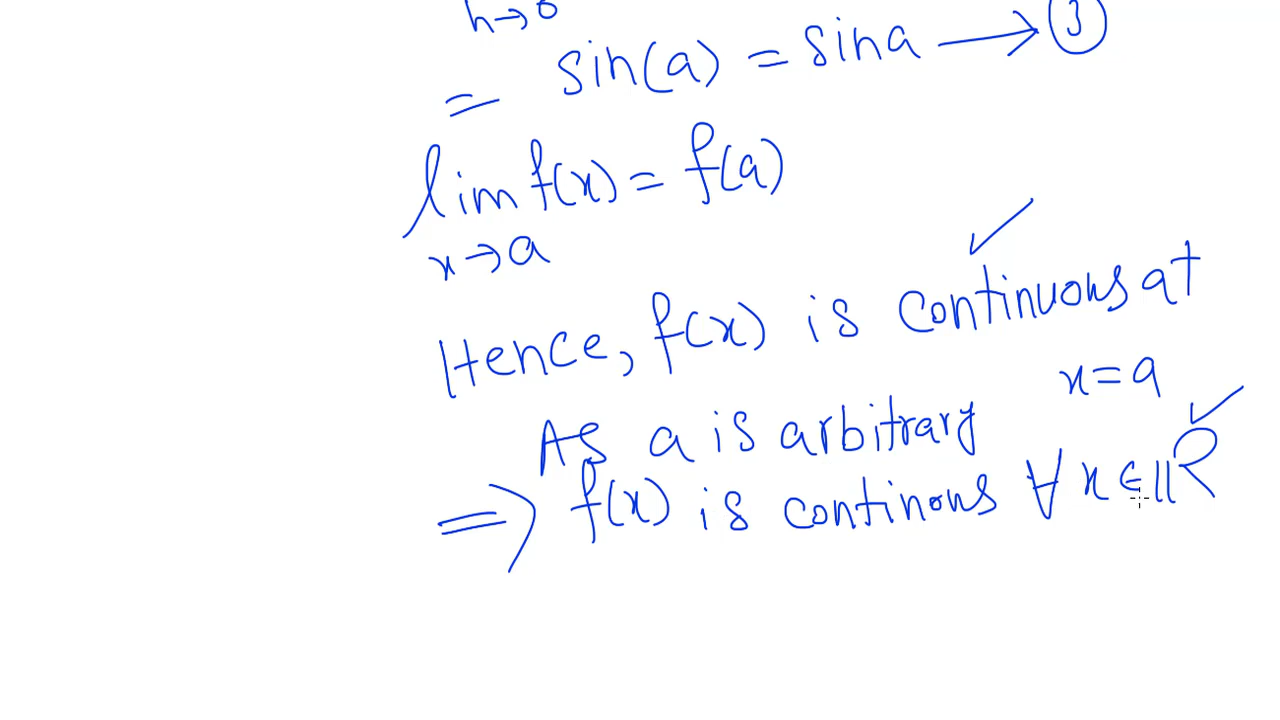 h→0
= sin(a) = sina ⟶ ③
lim f(x) = f(a)
x→a
Hence, f(x) is continuous at
x=a
As a is arbitrary
⟹ f(x) is continous ∀ x ∈ ℝ